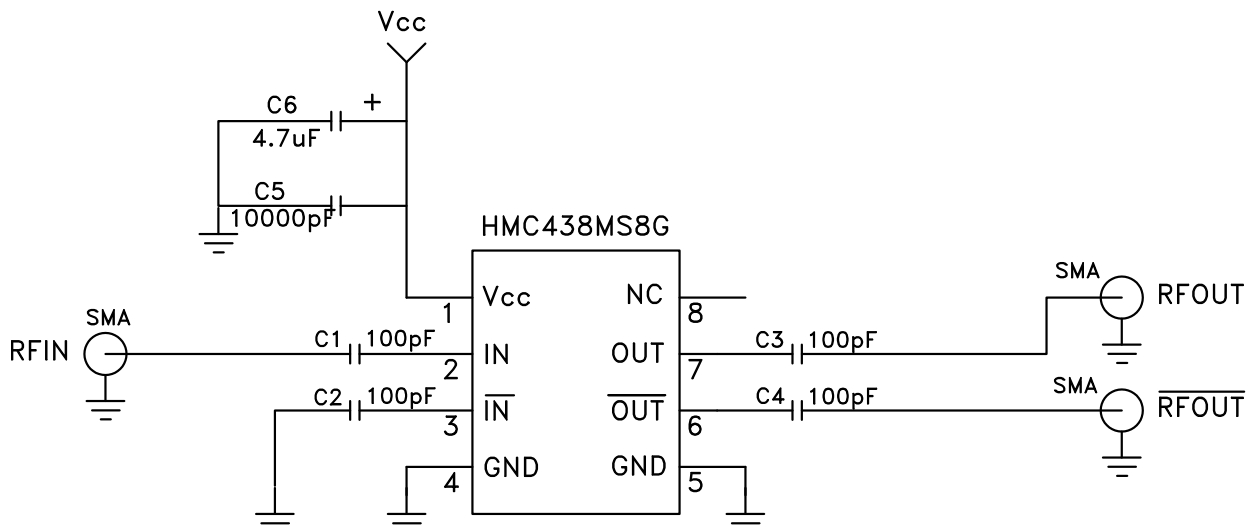 Vcc
C6
+
4.7uF
C5
10000pF
+
HMC438MS8G
Vcc
NC
1
8
SMA
RFOUT
SMA
RFIN
C1 100pF
IN
OUT
2
7
C3 100pF
C2 100pF
IN
OUT
3
6
C4 100pF
SMA
RFOUT
GND
GND
4
5